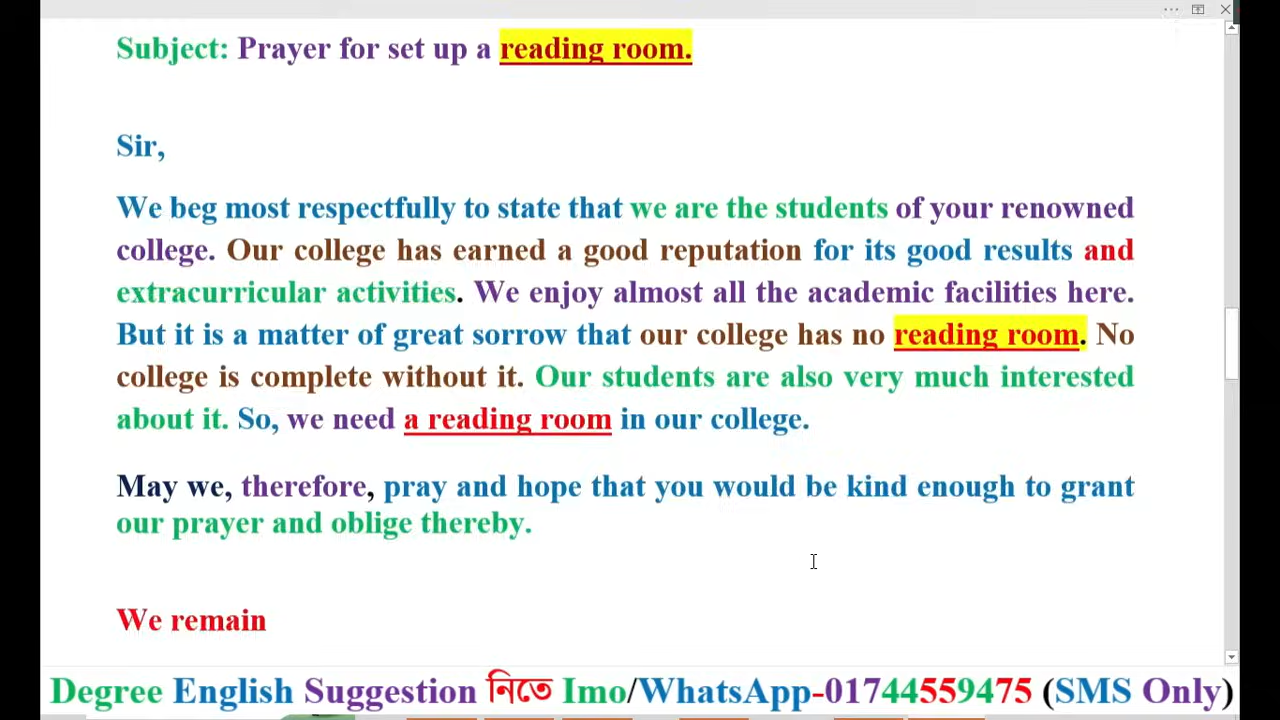 Subject: Prayer for set up a reading room.
Sir,
We beg most respectfully to state that we are the students of your renowned
college. Our college has earned a good reputation for its good results and
extracurricular activities. We enjoy almost all the academic facilities here.
But it is a matter of great sorrow that our college has no reading room. No
college is complete without it. Our students are also very much interested
about it. So, we need a reading room in our college.
May we, therefore, pray and hope that you would be kind enough to grant
our prayer and oblige thereby.
We remain
Degree English Suggestion নিতে Imo/WhatsApp-01744559475 (SMS Only)